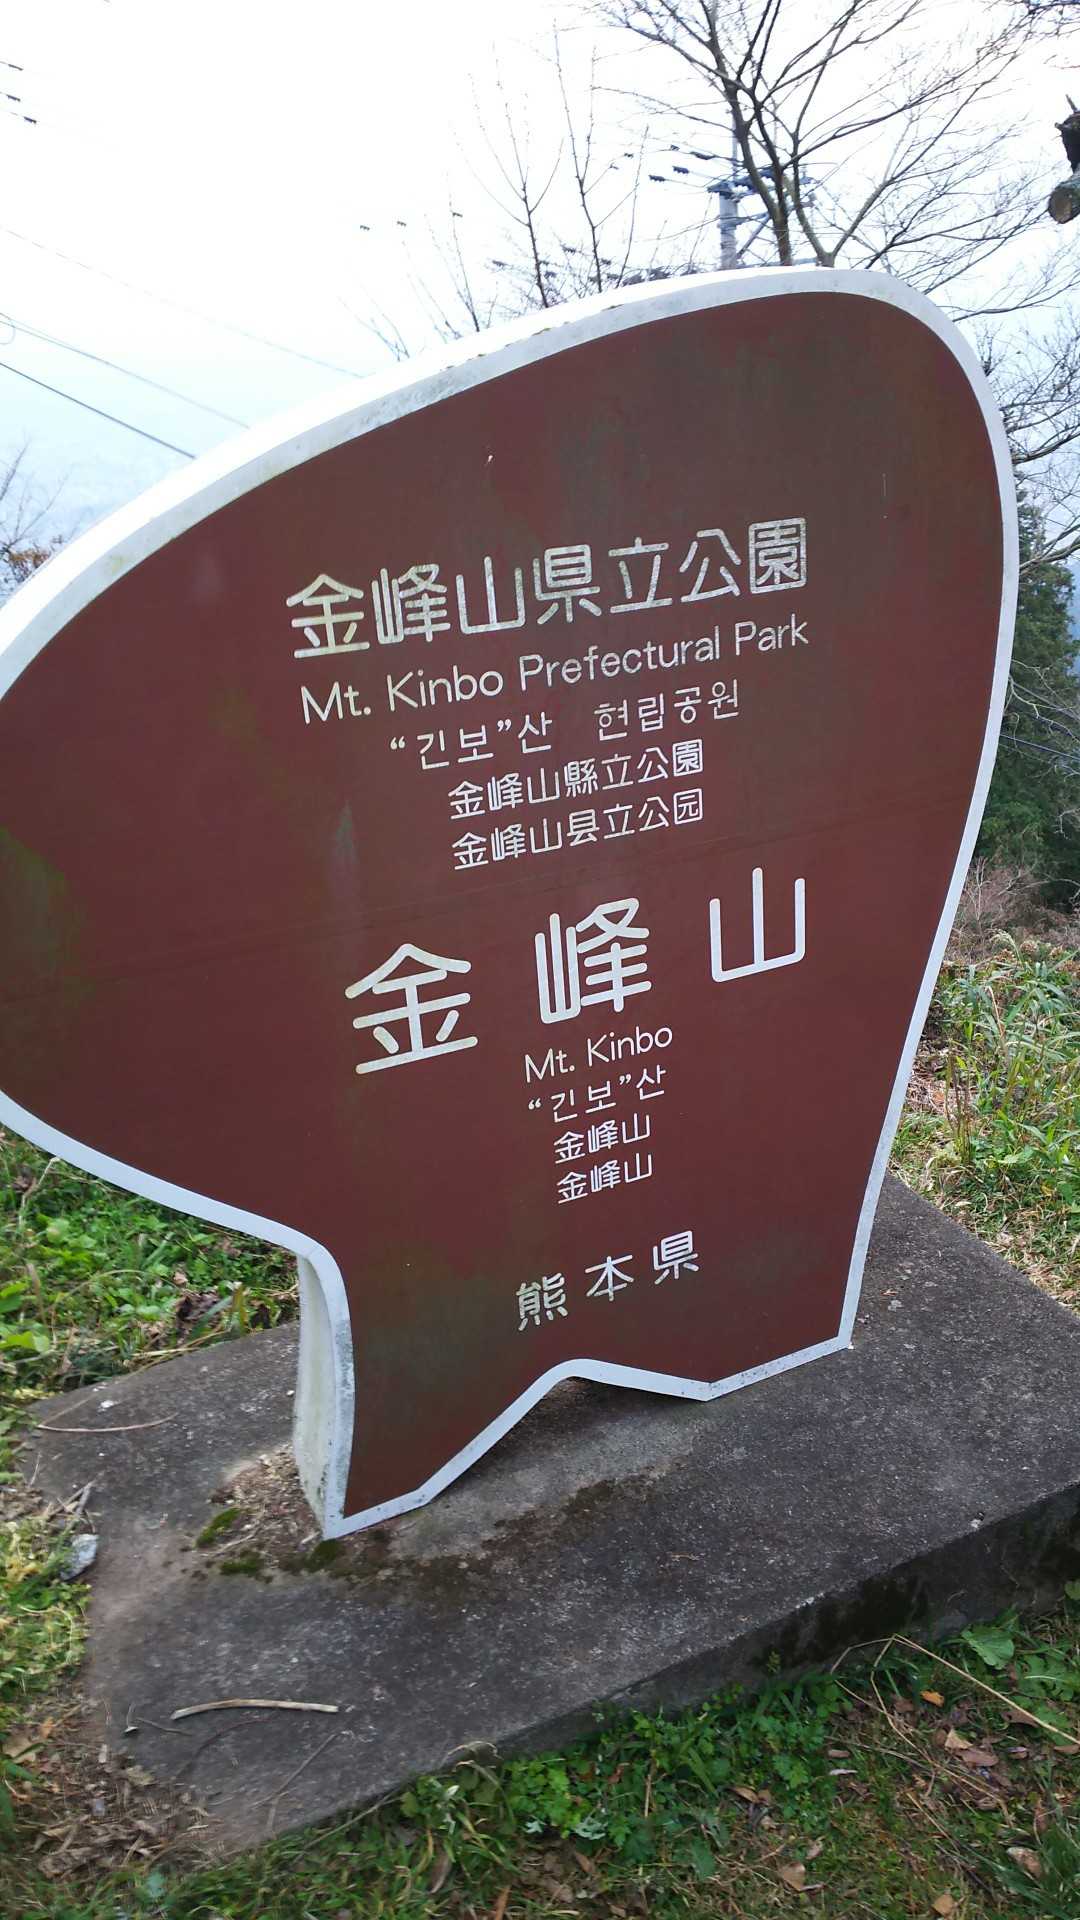 金峰山県立公園
Mt. Kinbo Prefectural Park
“긴보”산 현립공원
金峰山縣立公園
金峰山县立公园
金峰山
Mt. Kinbo
“긴보”산
金峰山
金峰山
熊本県